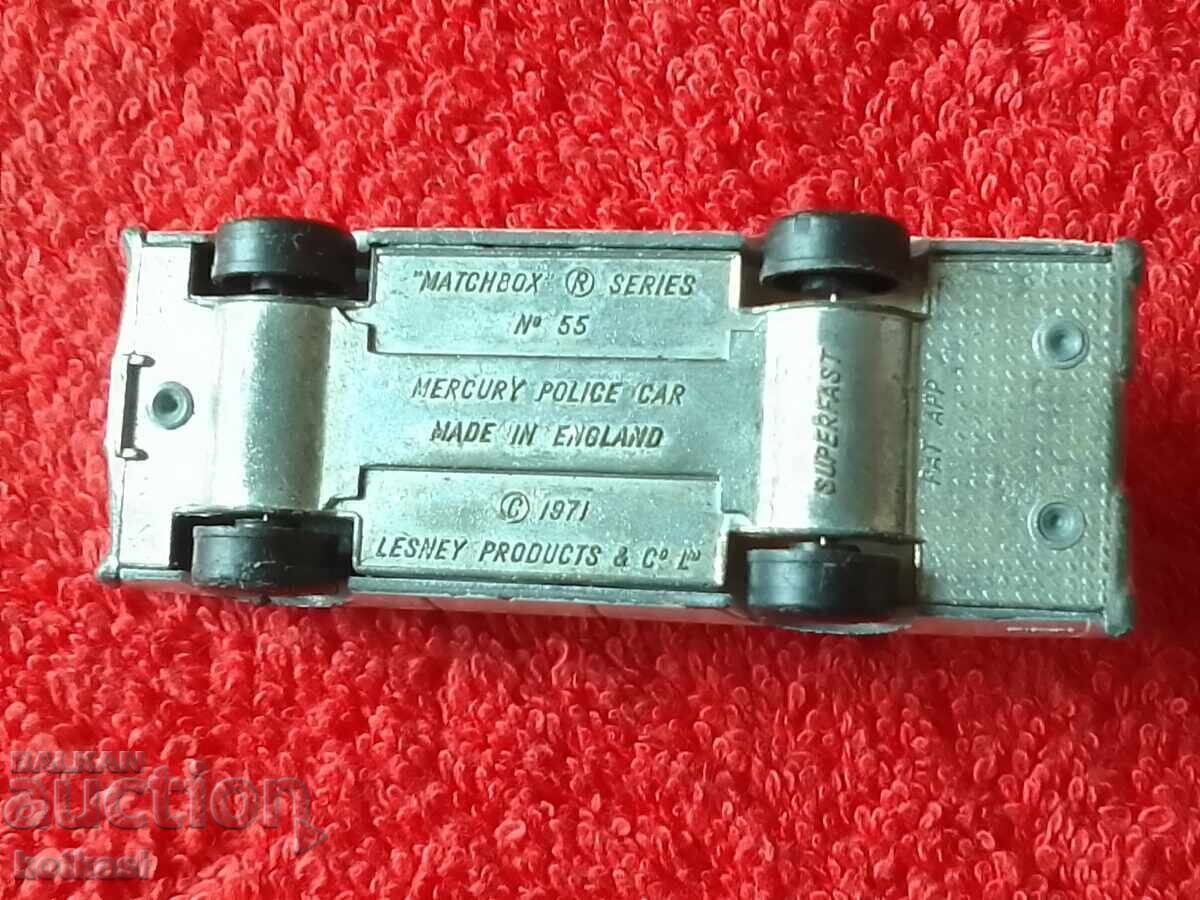 "MATCHBOX" ® SERIES
Nº 55
MERCURY POLICE CAR
MADE IN ENGLAND
© 1971
LESNEY PRODUCTS & Cº Lᵀᴰ
SUPERFAST
PAT APP
BALKAN
auction
kolkast